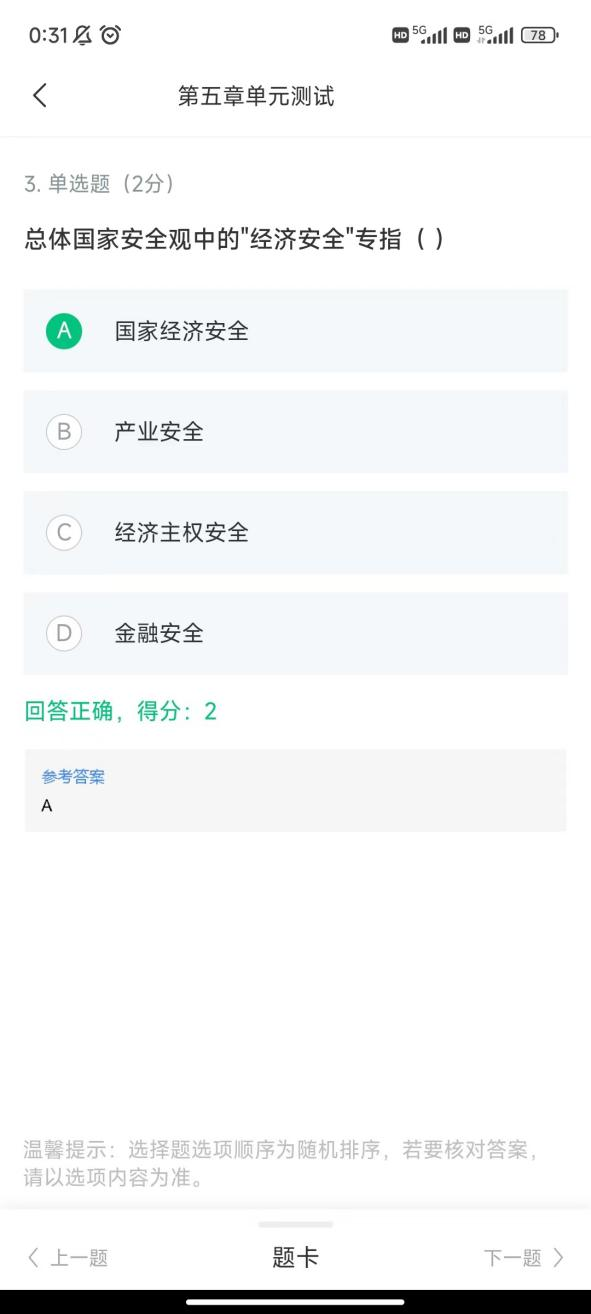 0:31 HD 5G HD 5G 78
第五章单元测试
3. 单选题（2分）
总体国家安全观中的"经济安全"专指（ ）
A 国家经济安全
B 产业安全
C 经济主权安全
D 金融安全
回答正确，得分：2
参考答案
A
温馨提示：选择题选项顺序为随机排序，若要核对答案，
请以选项内容为准。
上一题 题卡 下一题